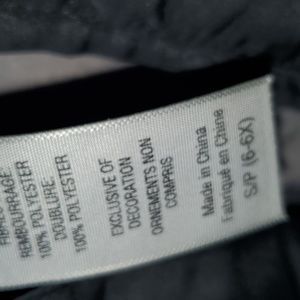 REMBOURRAGE
100% POLYESTER
DOUBLURE:
100% POLYESTER
EXCLUSIVE OF
DECORATION
ORNEMENTS NON
COMPRIS
Made in China
Fabriqué en Chine
S/P (6-6X)